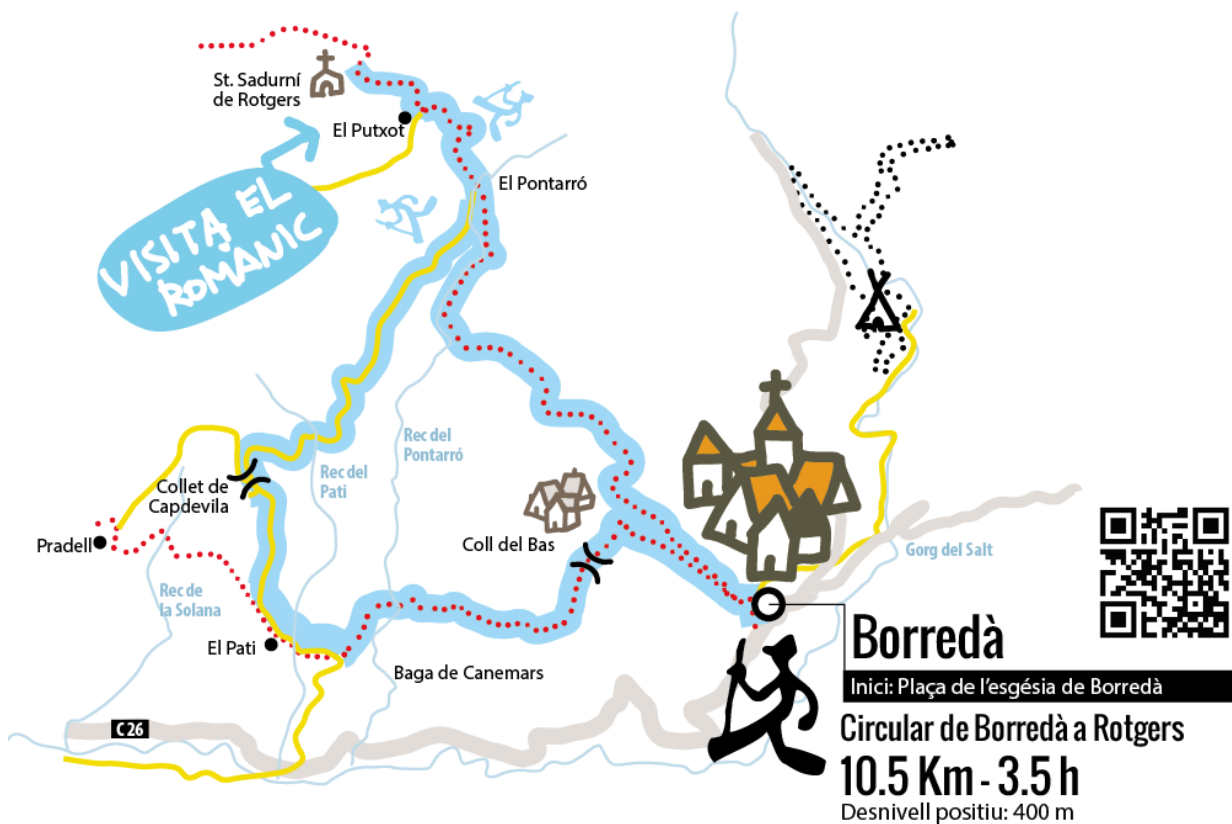 St. Sadurní
de Rotgers
El Putxot
El Pontarró
VISITA EL
ROMÀNIC
Rec del
Pontarró
Rec del
Pati
Collet de
Capdevila
Pradell
Coll del Bas
Gorg del Salt
Rec de
la Solana
El Pati
Baga de Canemars
C 26
Borredà
Inici: Plaça de l'esgésia de Borredà
Circular de Borredà a Rotgers
10.5 Km - 3.5 h
Desnivell positiu: 400 m